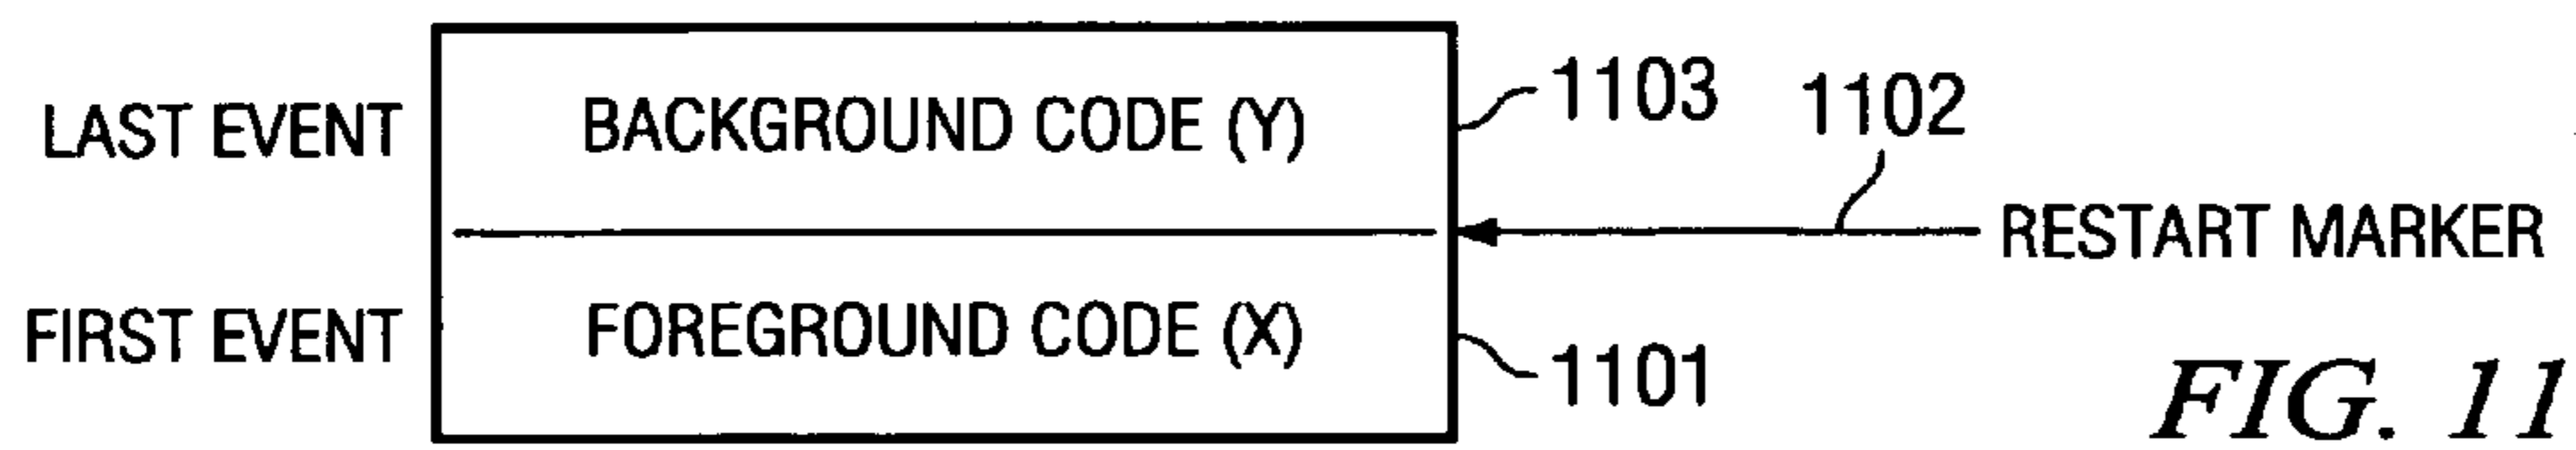 LAST EVENT BACKGROUND CODE (Y) 1103 1102
RESTART MARKER
FIRST EVENT FOREGROUND CODE (X) 1101
FIG. 11